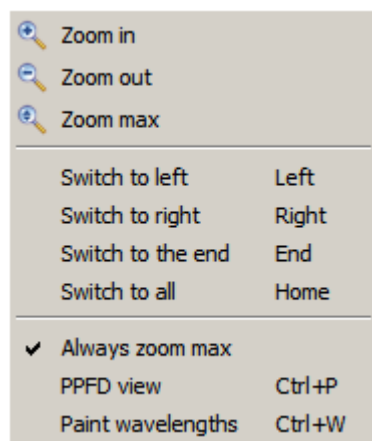 Zoom in
Zoom out
Zoom max
Switch to left Left
Switch to right Right
Switch to the end End
Switch to all Home
Always zoom max
PPFD view Ctrl+P
Paint wavelengths Ctrl+W